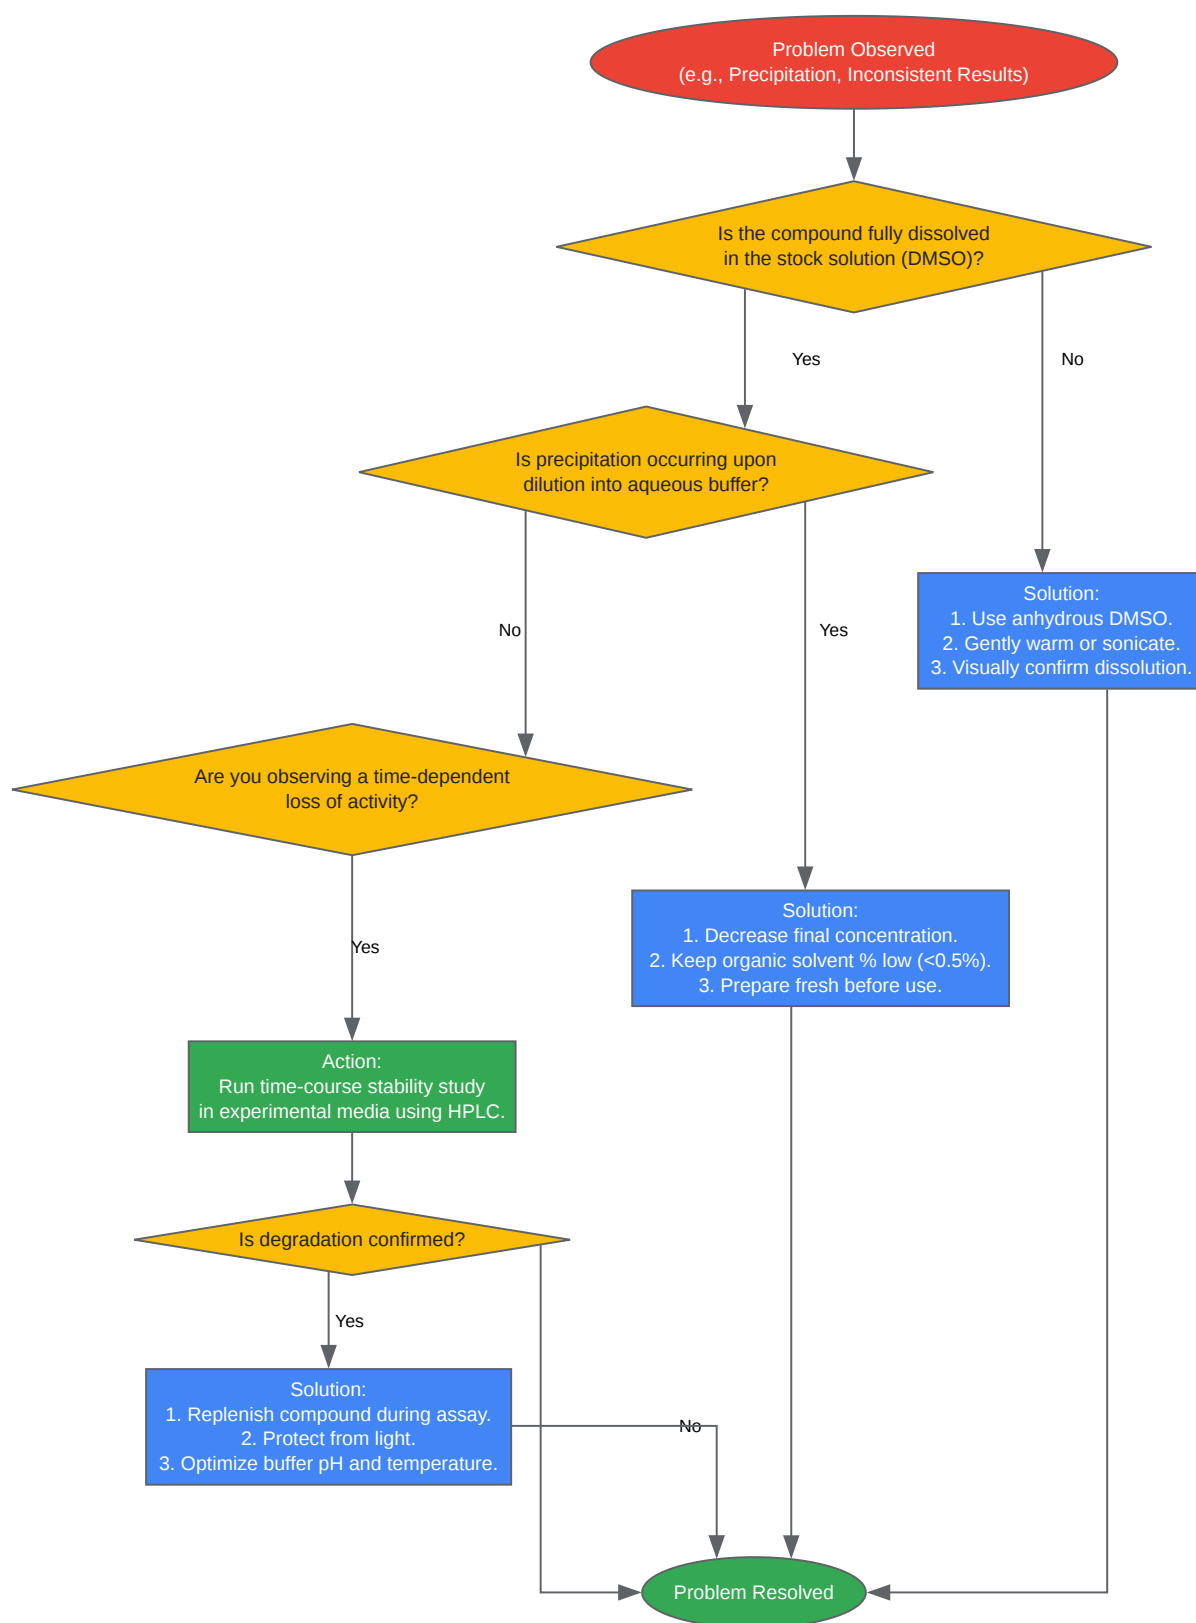 Problem Observed
(e.g., Precipitation, Inconsistent Results)
Is the compound fully dissolved
in the stock solution (DMSO)?
Yes
No
Is precipitation occurring upon
dilution into aqueous buffer?
Solution:
1. Use anhydrous DMSO.
2. Gently warm or sonicate.
3. Visually confirm dissolution.
No
Yes
Are you observing a time-dependent
loss of activity?
Solution:
1. Decrease final concentration.
2. Keep organic solvent % low (<0.5%).
3. Prepare fresh before use.
Yes
Action:
Run time-course stability study
in experimental media using HPLC.
Is degradation confirmed?
Yes
Solution:
1. Replenish compound during assay.
2. Protect from light.
3. Optimize buffer pH and temperature.
No
Problem Resolved